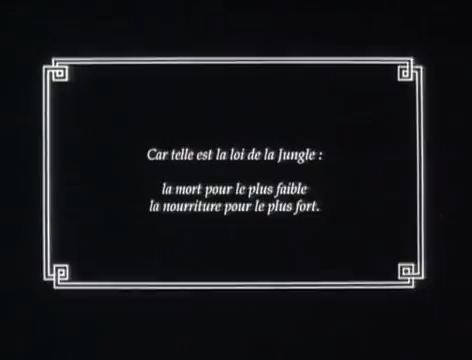 Car telle est la loi de la Jungle :
la mort pour le plus faible
la nourriture pour le plus fort.